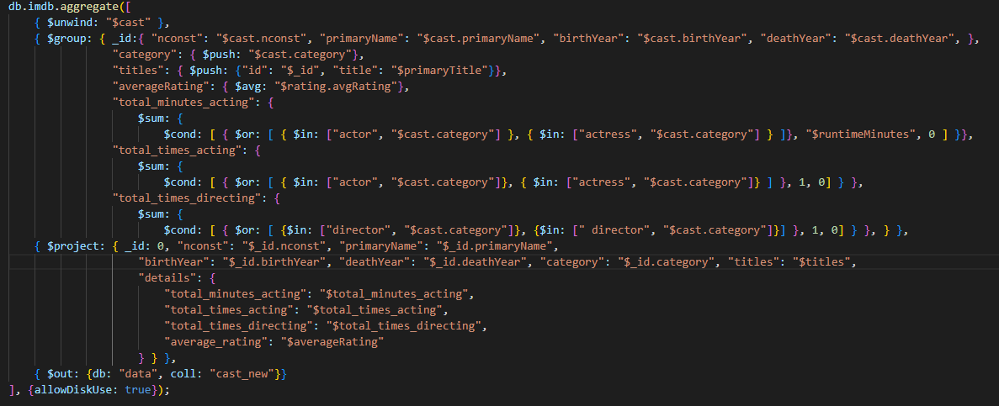 db.imdb.aggregate([
{ $unwind: "$cast" },
{ $group: { _id:{ "nconst": "$cast.nconst", "primaryName": "$cast.primaryName", "birthYear": "$cast.birthYear", "deathYear": "$cast.deathYear", },
"category": { $push: "$cast.category"},
"titles": { $push: {"id": "$_id", "title": "$primaryTitle"}},
"averageRating": { $avg: "$rating.avgRating"},
"total_minutes_acting": {
$sum: {
$cond: [ { $or: [ { $in: ["actor", "$cast.category"] }, { $in: ["actress", "$cast.category"] } ]}, "$runtimeMinutes", 0 ] }},
"total_times_acting": {
$sum: {
$cond: [ { $or: [ { $in: ["actor", "$cast.category"]}, { $in: ["actress", "$cast.category"]} ] }, 1, 0] } },
"total_times_directing": {
$sum: {
$cond: [ { $or: [ {$in: ["director", "$cast.category"]}, {$in: [" director", "$cast.category"]}] }, 1, 0] } }, } },
{ $project: { _id: 0, "nconst": "$_id.nconst", "primaryName": "$_id.primaryName",
"birthYear": "$_id.birthYear", "deathYear": "$_id.deathYear", "category": "$_id.category", "titles": "$titles",
"details": {
"total_minutes_acting": "$total_minutes_acting",
"total_times_acting": "$total_times_acting",
"total_times_directing": "$total_times_directing",
"average_rating": "$averageRating"
} } },
{ $out: {db: "data", coll: "cast_new"}}
], {allowDiskUse: true});